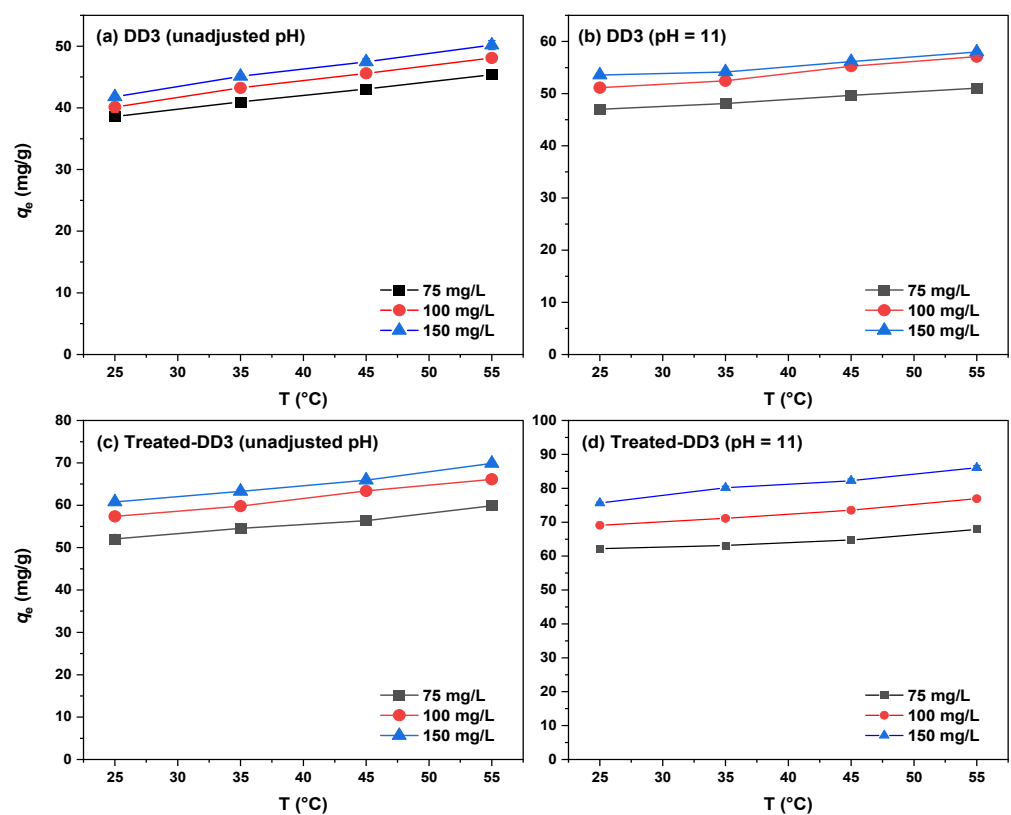 (a) DD3 (unadjusted pH)
50
40
30
20
10
0
qe (mg/g)
75 mg/L
100 mg/L
150 mg/L
25 30 35 40 45 50 55
T (°C)
(b) DD3 (pH = 11)
60
50
40
30
20
10
0
75 mg/L
100 mg/L
150 mg/L
25 30 35 40 45 50 55
T (°C)
(c) Treated-DD3 (unadjusted pH)
80
70
60
50
40
30
20
10
0
qe (mg/g)
75 mg/L
100 mg/L
150 mg/L
25 30 35 40 45 50 55
T (°C)
(d) Treated-DD3 (pH = 11)
100
90
80
70
60
50
40
30
20
10
0
75 mg/L
100 mg/L
150 mg/L
25 30 35 40 45 50 55
T (°C)